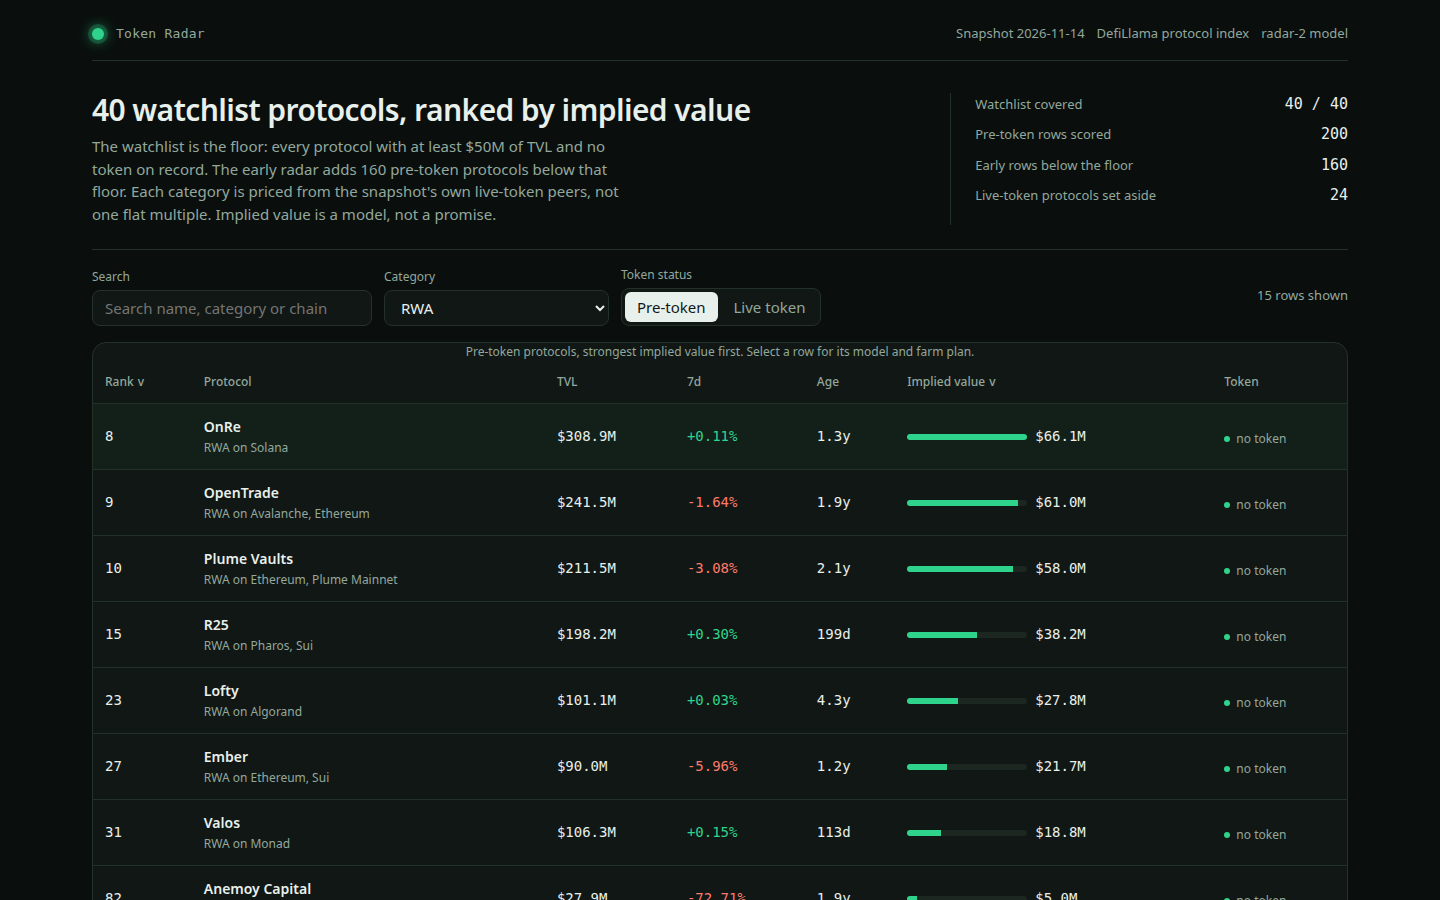 Token Radar
Snapshot 2026-11-14 DefiLlama protocol index radar-2 model
40 watchlist protocols, ranked by implied value
The watchlist is the floor: every protocol with at least $50M of TVL and no
token on record. The early radar adds 160 pre-token protocols below that
floor. Each category is priced from the snapshot's own live-token peers, not
one flat multiple. Implied value is a model, not a promise.
Watchlist covered 40 / 40
Pre-token rows scored 200
Early rows below the floor 160
Live-token protocols set aside 24
Search
Category
Token status
Search name, category or chain
RWA
Pre-token
Live token
15 rows shown
Pre-token protocols, strongest implied value first. Select a row for its model and farm plan.
Rank v Protocol TVL 7d Age Implied value v Token
8 OnRe $308.9M +0.11% 1.3y $66.1M no token
RWA on Solana
9 OpenTrade $241.5M -1.64% 1.9y $61.0M no token
RWA on Avalanche, Ethereum
10 Plume Vaults $211.5M -3.08% 2.1y $58.0M no token
RWA on Ethereum, Plume Mainnet
15 R25 $198.2M +0.30% 199d $38.2M no token
RWA on Pharos, Sui
23 Lofty $101.1M +0.03% 4.3y $27.8M no token
RWA on Algorand
27 Ember $90.0M -5.96% 1.2y $21.7M no token
RWA on Ethereum, Sui
31 Valos $106.3M +0.15% 113d $18.8M no token
RWA on Monad
82 Anemoy Capital $27.9M -72.71% 1.9y $5.0M no token